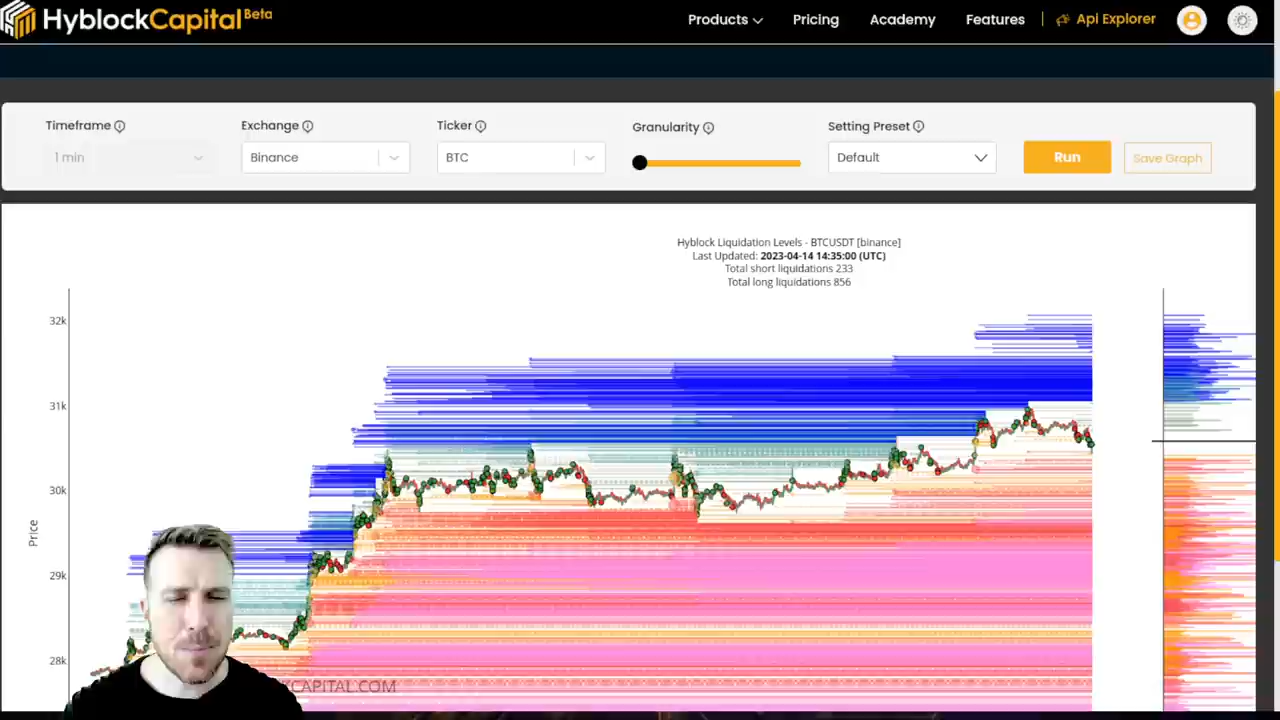 HyblockCapital Beta
Products Pricing Academy Features Api Explorer
Timeframe Exchange Ticker Granularity Setting Preset
1 min Binance BTC Default Run Save Graph
Hyblock Liquidation Levels - BTCUSDT [binance]
Last Updated: 2023-04-14 14:35:00 (UTC)
Total short liquidations 233
Total long liquidations 856
32k
31k
30k
Price
29k
28k
CAPITAL.COM